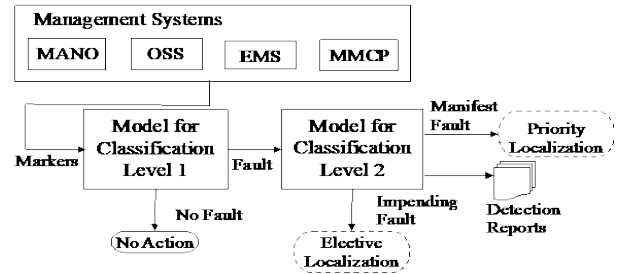 Management Systems
MANO
OSS
EMS
MMCP
Markers
Model for
Classification
Level 1
Fault
Model for
Classification
Level 2
Manifest
Fault
Priority
Localization
No Fault
No Action
Impending
Fault
Elective
Localization
Detection
Reports